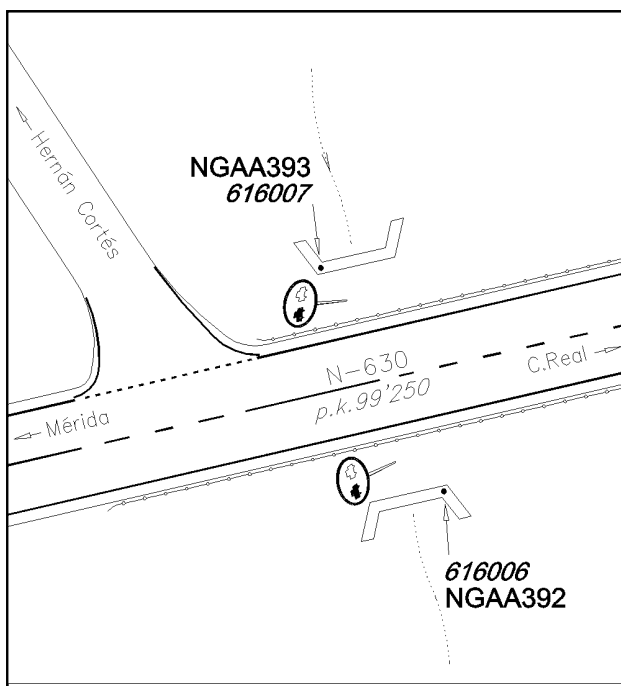 Hernán Cortés
NGAA393
616007
N-630
p.k.99'250
C.Real
Mérida
616006
NGAA392